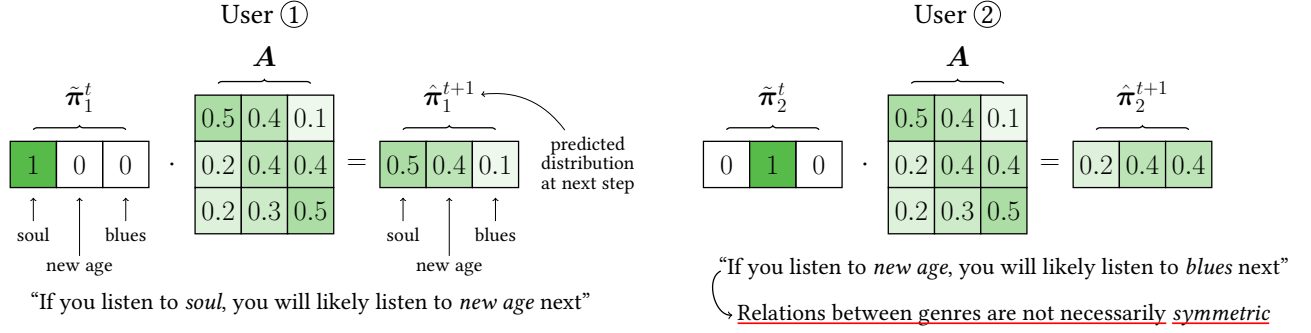 User ①
A
π̃₁ᵗ
π̂₁ᵗ⁺¹
1 0 0 · 0.5 0.4 0.1 = 0.5 0.4 0.1
0.2 0.4 0.4
0.2 0.3 0.5
predicted
distribution
at next step
soul
blues
new age
soul
blues
new age
“If you listen to soul, you will likely listen to new age next”
User ②
A
π̃₂ᵗ
π̂₂ᵗ⁺¹
0.5 0.4 0.1
0 1 0 · 0.2 0.4 0.4 = 0.2 0.4 0.4
0.2 0.3 0.5
“If you listen to new age, you will likely listen to blues next”
Relations between genres are not necessarily symmetric